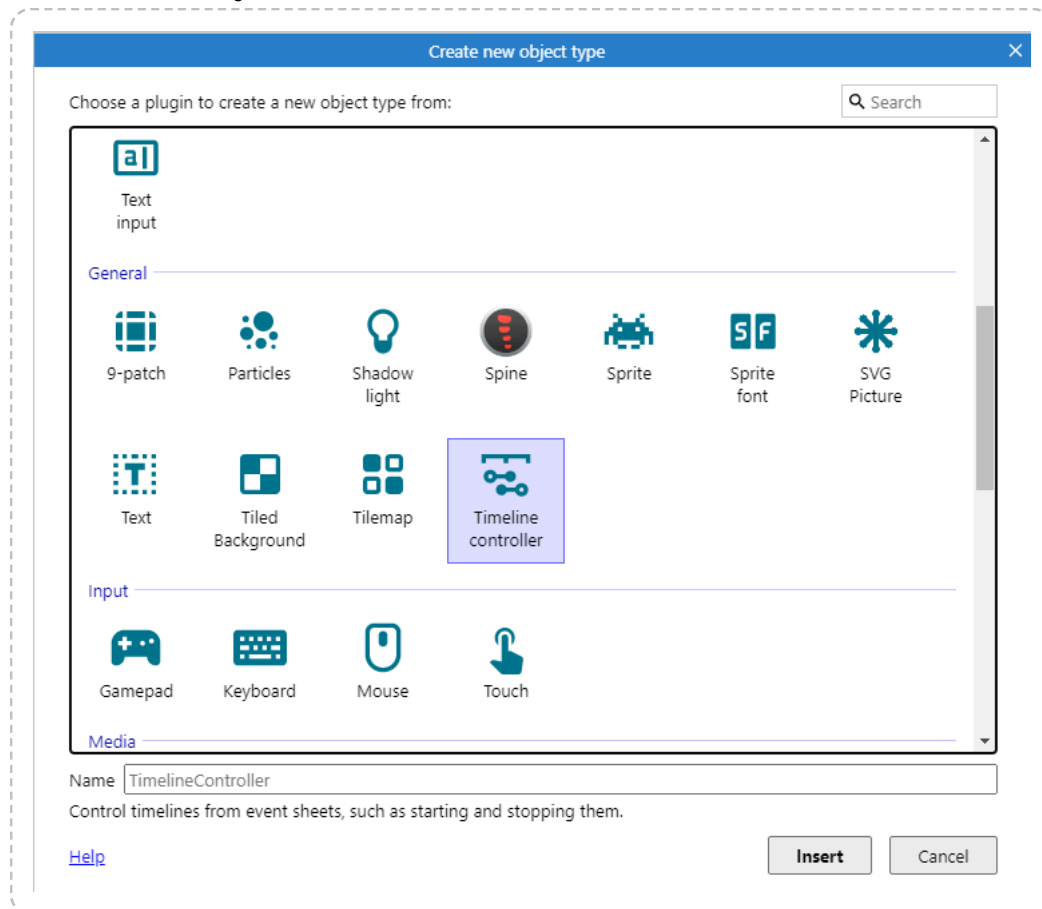 Create new object type
Choose a plugin to create a new object type from:
Search
a
Text
input
General
S F
9-patch
Particles
Shadow
light
Spine
Sprite
Sprite
font
SVG
Picture
T
Text
Tiled
Background
Tilemap
Timeline
controller
Input
Gamepad
Keyboard
Mouse
Touch
Media
Name TimelineController
Control timelines from event sheets, such as starting and stopping them.
Help
Insert
Cancel